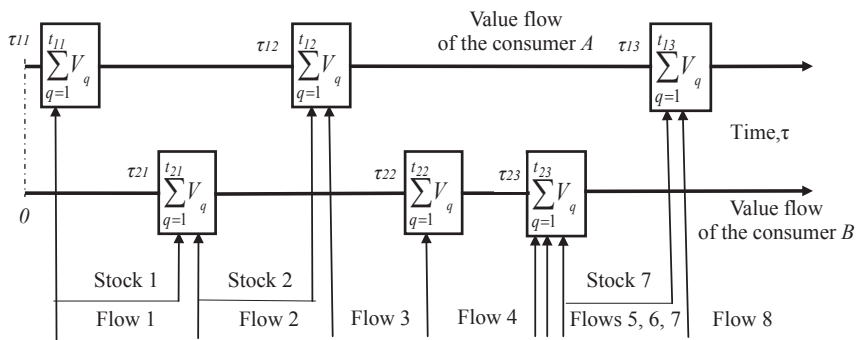 Value flow
of the consumer A
τ11
t11
∑Vq
q=1
τ12
t12
∑Vq
q=1
τ13
t13
∑Vq
q=1
Time,τ
τ21
t21
∑Vq
q=1
τ22
t22
∑Vq
q=1
τ23
t23
∑Vq
q=1
0
Value flow
of the consumer B
Stock 1
Stock 2
Stock 7
Flow 1
Flow 2
Flow 3
Flow 4
Flows 5, 6, 7
Flow 8